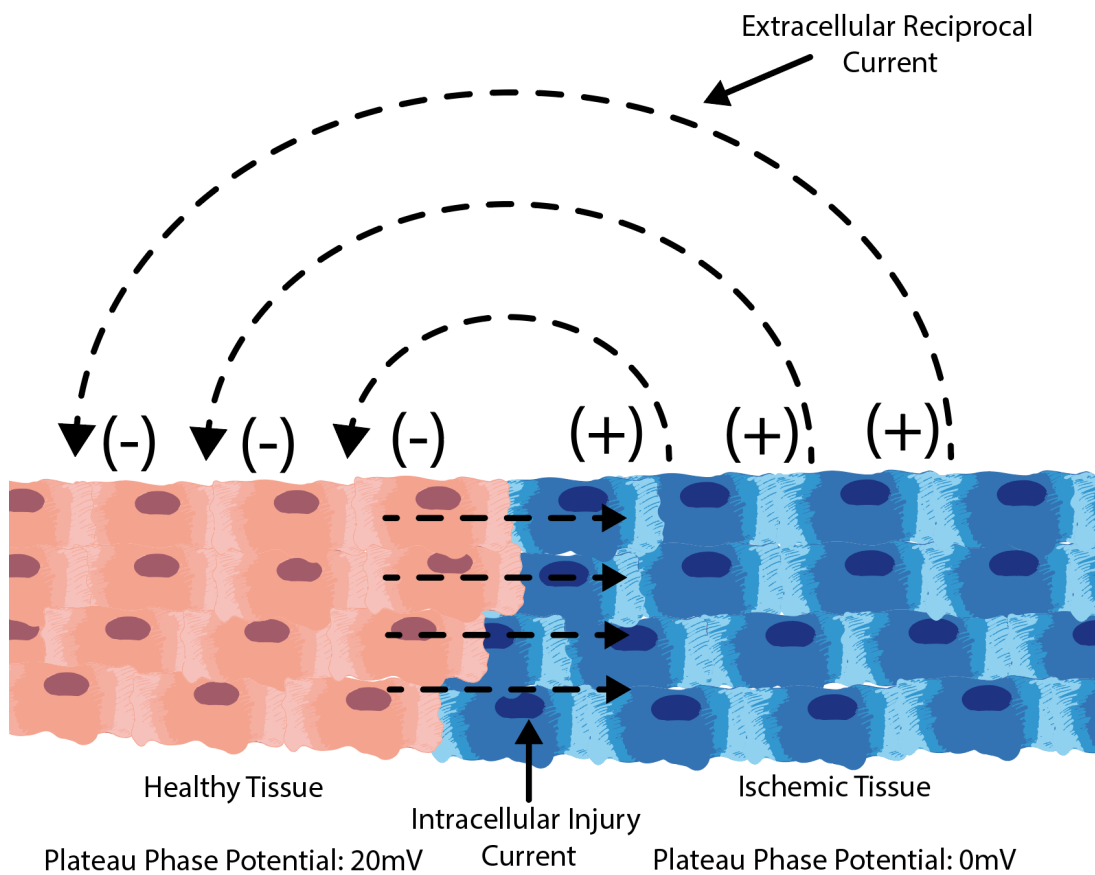 Extracellular Reciprocal
Current
(-) (-) (-) (+) (+) (+)
Healthy Tissue
Ischemic Tissue
Intracellular Injury
Current
Plateau Phase Potential: 20mV
Plateau Phase Potential: 0mV